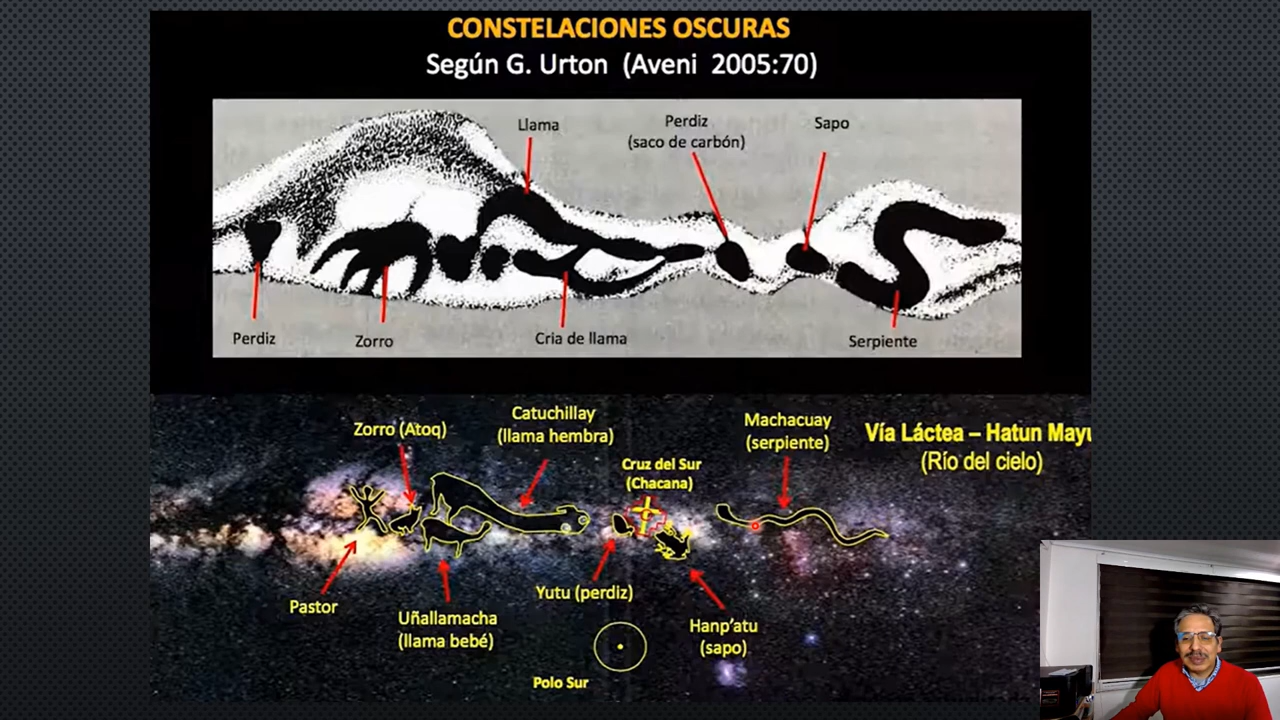 CONSTELACIONES OSCURAS
Según G. Urton (Aveni 2005:70)
Llama
Perdiz
(saco de carbón)
Sapo
Perdiz
Zorro
Cria de llama
Serpiente
Zorro (Atoq)
Catuchillay
(llama hembra)
Cruz del Sur
(Chacana)
Machacuay
(serpiente)
Vía Láctea – Hatun Mayu
(Río del cielo)
Pastor
Uñallamacha
(llama bebé)
Yutu (perdiz)
Hanp’atu
(sapo)
Polo Sur